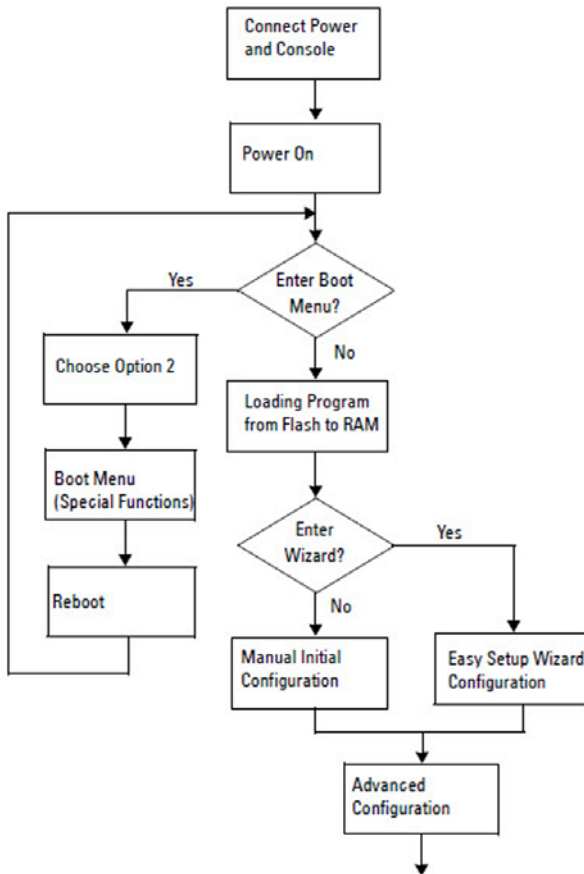 Connect Power
and Console
Power On
Enter Boot
Menu?
Yes
No
Choose Option 2
Loading Program
from Flash to RAM
Boot Menu
(Special Functions)
Enter
Wizard?
Yes
No
Reboot
Manual Initial
Configuration
Easy Setup Wizard
Configuration
Advanced
Configuration